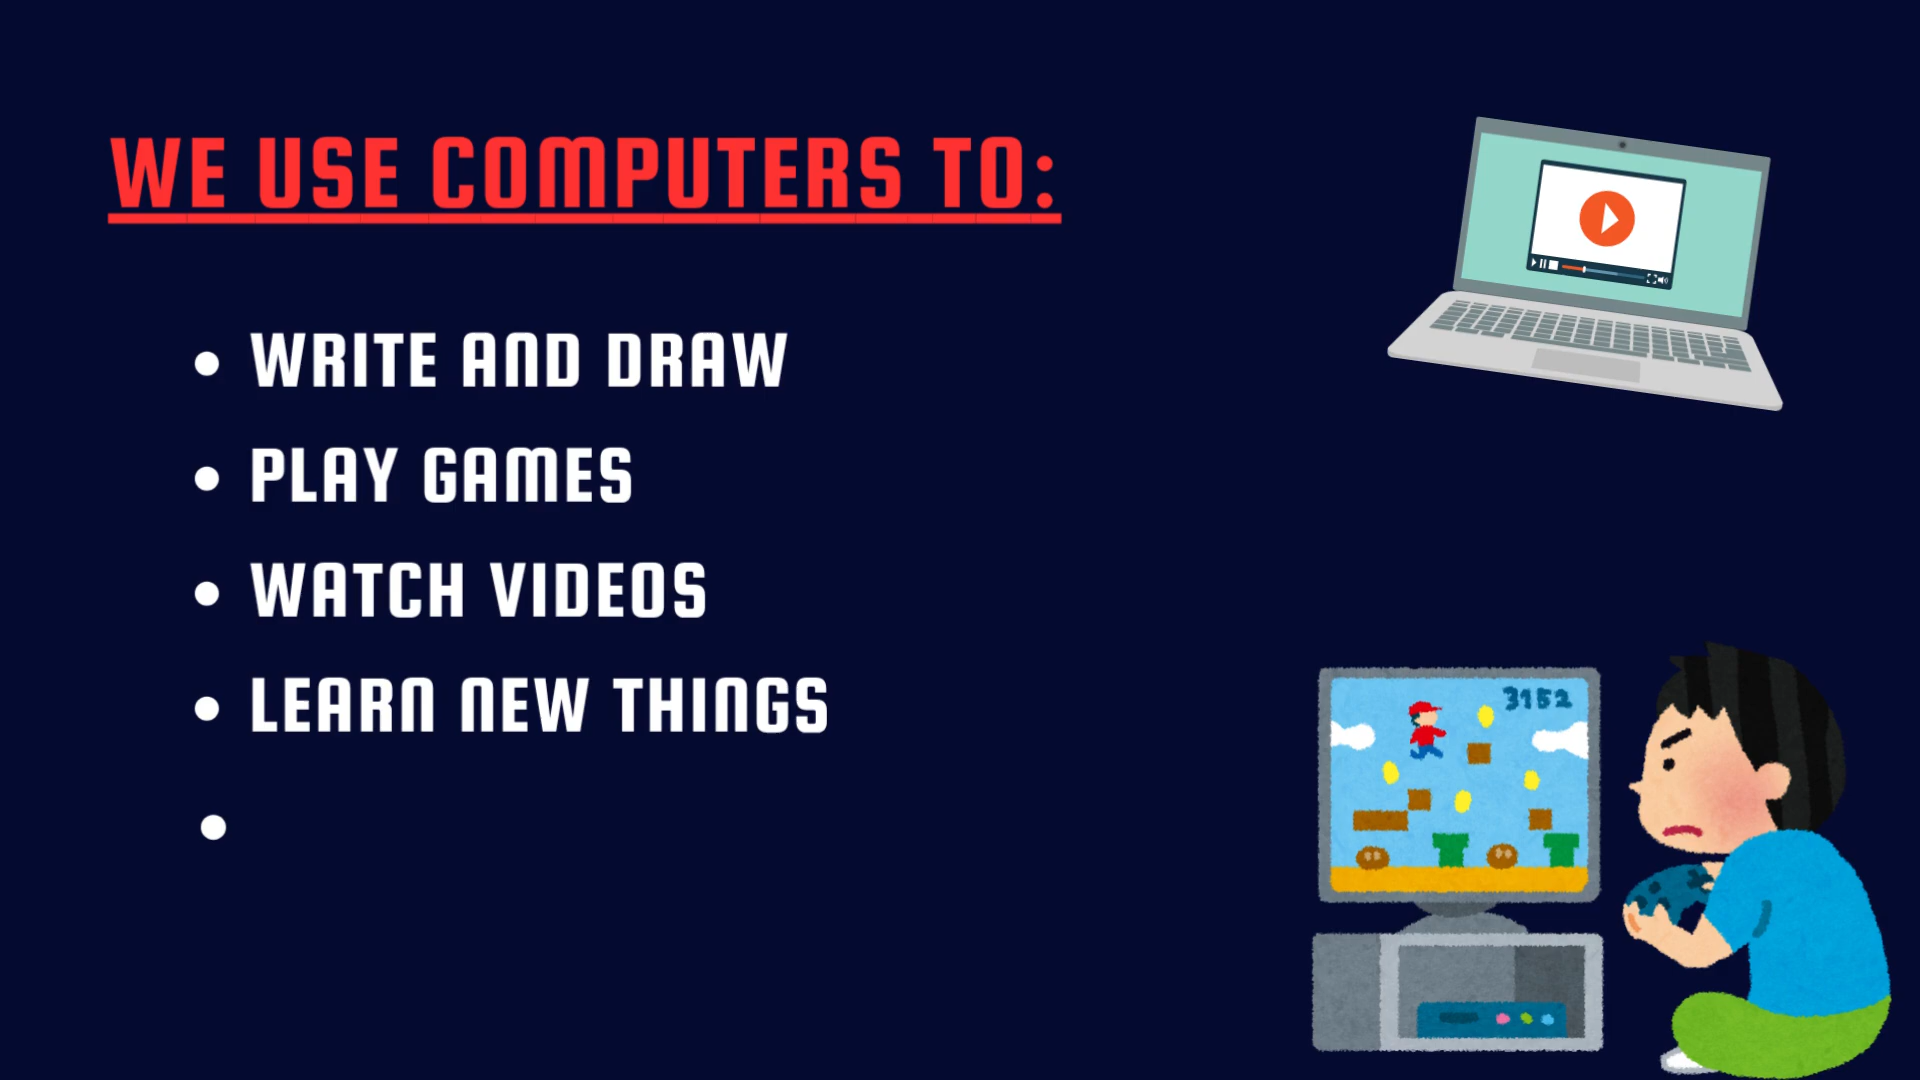 WE USE COMPUTERS TO:
• WRITE AND DRAW
• PLAY GAMES
• WATCH VIDEOS
• LEARN NEW THINGS
•
3152